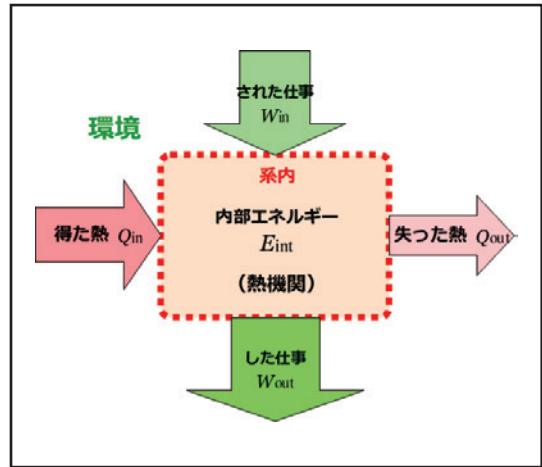 された仕事
Win
環境
系内
得た熱 Qin
内部エネルギー
Eint
(熱機関)
失った熱 Qout
した仕事
Wout